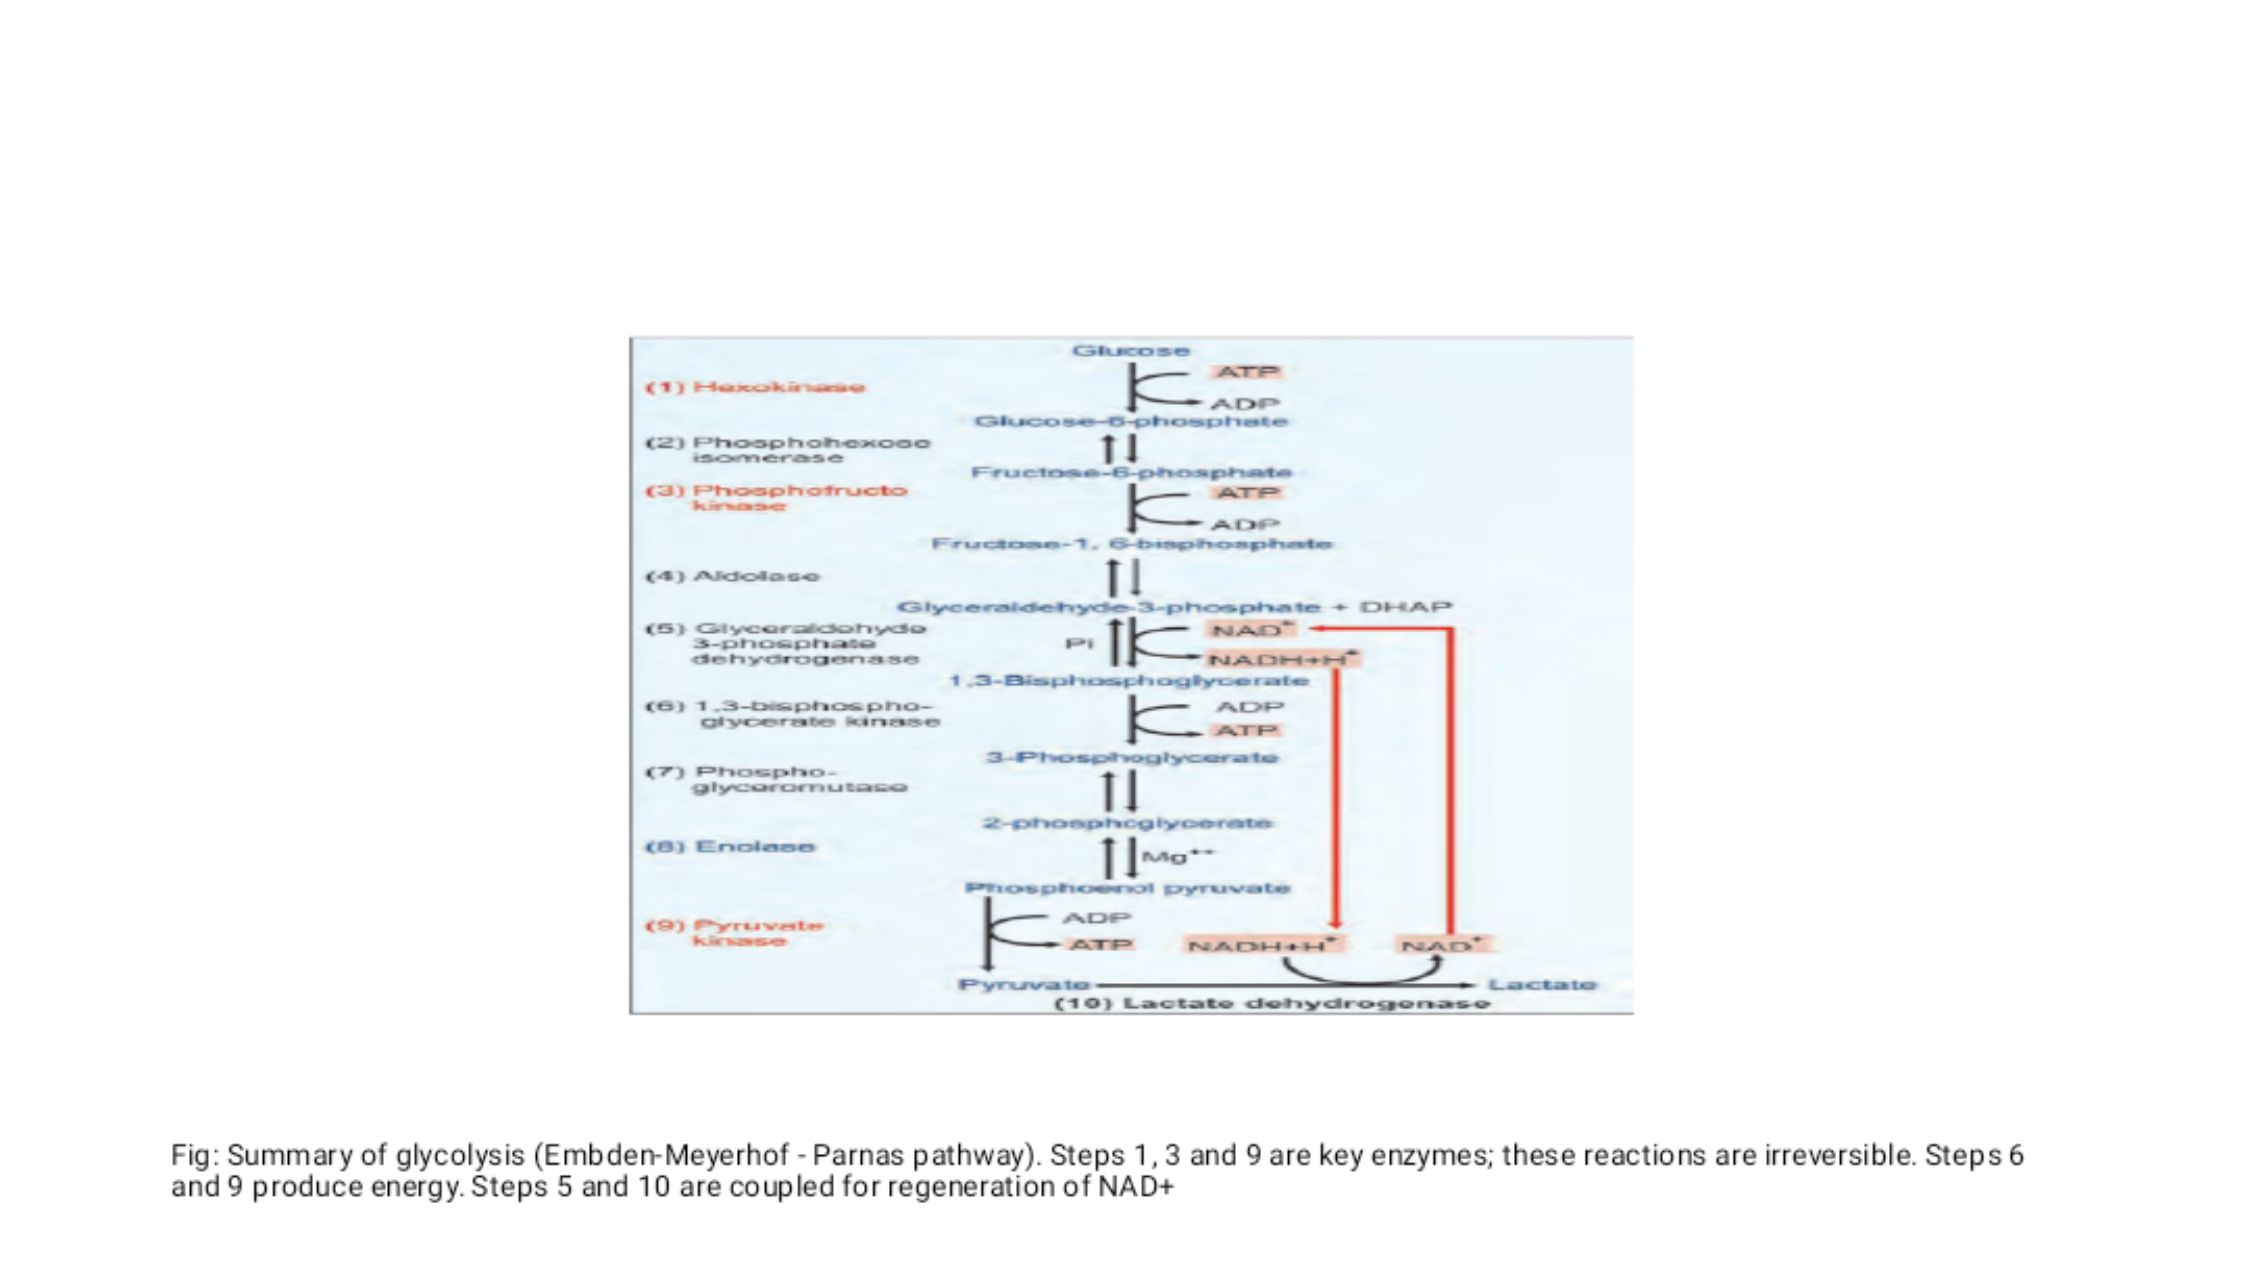 Glucose
(1) Hexokinase
ATP
ADP
Glucose-6-phosphate
(2) Phosphohexose
isomerase
Fructose-6-phosphate
(3) Phosphofructo
kinase
ATP
ADP
Fructose-1, 6-bisphosphate
(4) Aldolase
Glyceraldehyde-3-phosphate + DHAP
(5) Glyceraldehyde
3-phosphate
dehydrogenase
Pi
NAD+
NADH+H+
1,3-Bisphosphoglycerate
(6) 1,3-bisphospho-
glycerate kinase
ADP
ATP
3-Phosphoglycerate
(7) Phospho-
glyceromutase
2-phosphoglycerate
(8) Enolase
Mg++
Phosphoenol pyruvate
(9) Pyruvate
kinase
ADP
ATP
NADH+H+
NAD+
Pyruvate
Lactate
(10) Lactate dehydrogenase
Fig: Summary of glycolysis (Embden-Meyerhof - Parnas pathway). Steps 1, 3 and 9 are key enzymes; these reactions are irreversible. Steps 6
and 9 produce energy. Steps 5 and 10 are coupled for regeneration of NAD+